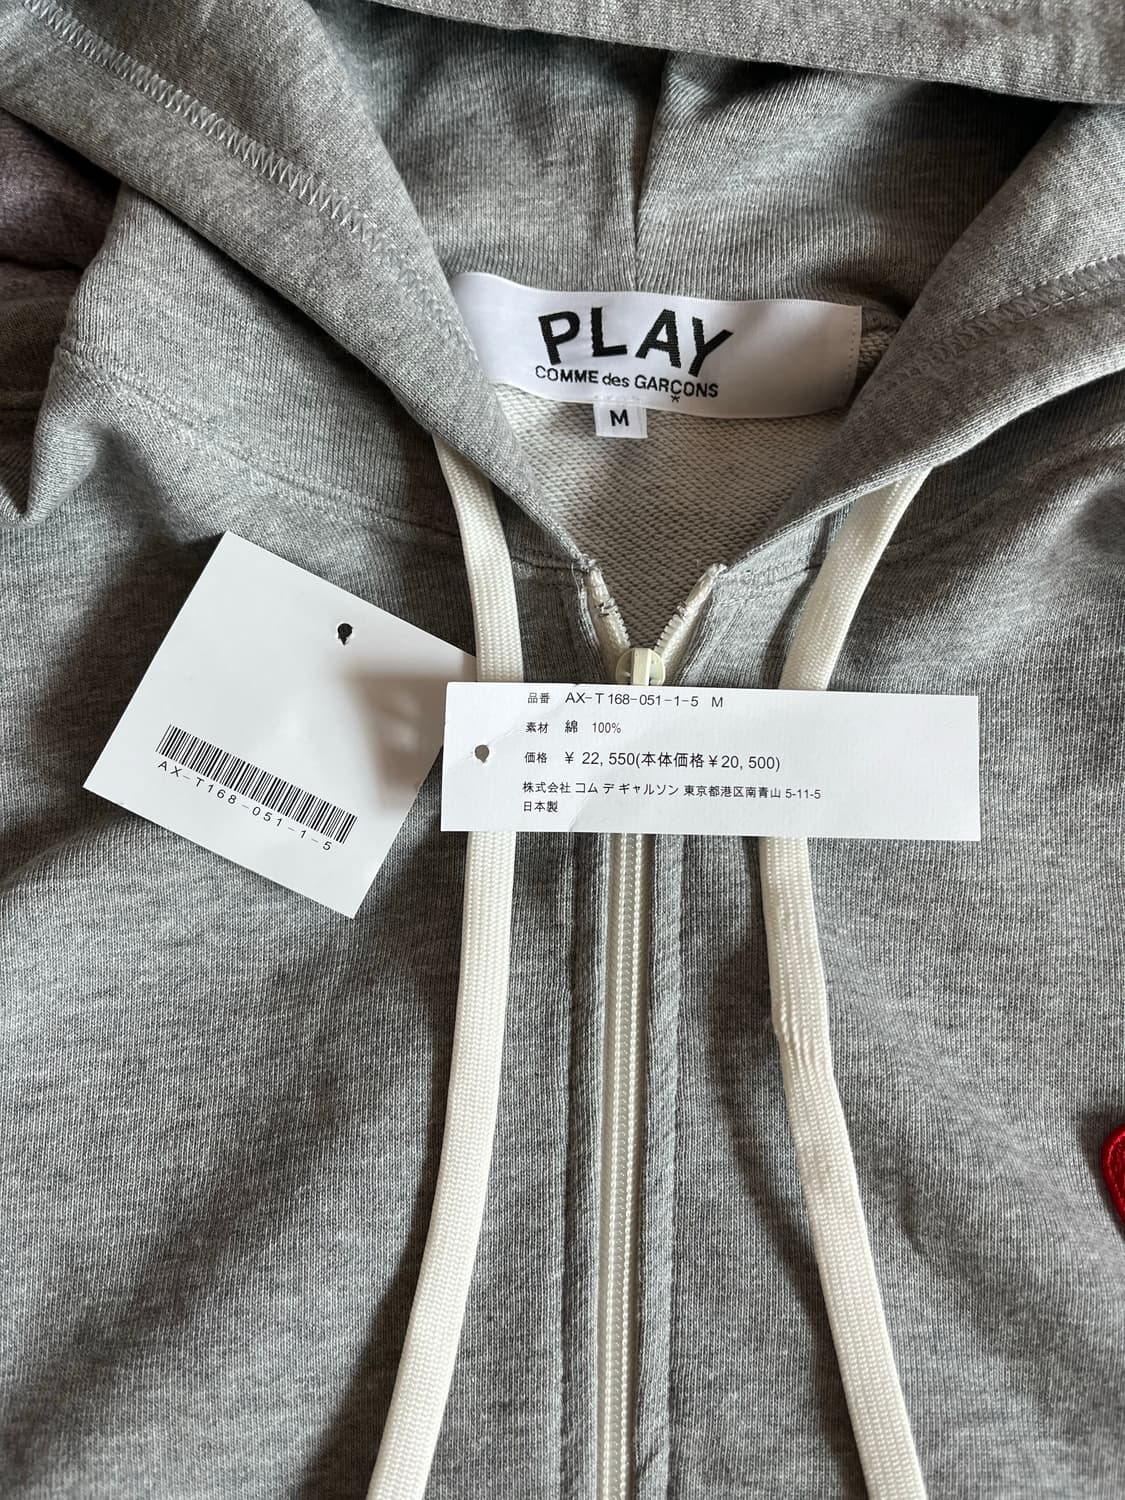 PLAY
COMME des GARÇONS
M
品番 AX-T168-051-1-5 M
素材 綿 100%
価格 ¥ 22,550(本体価格¥20,500)
株式会社 コム デ ギャルソン 東京都港区南青山 5-11-5
日本製
AX-T168-051-1-5